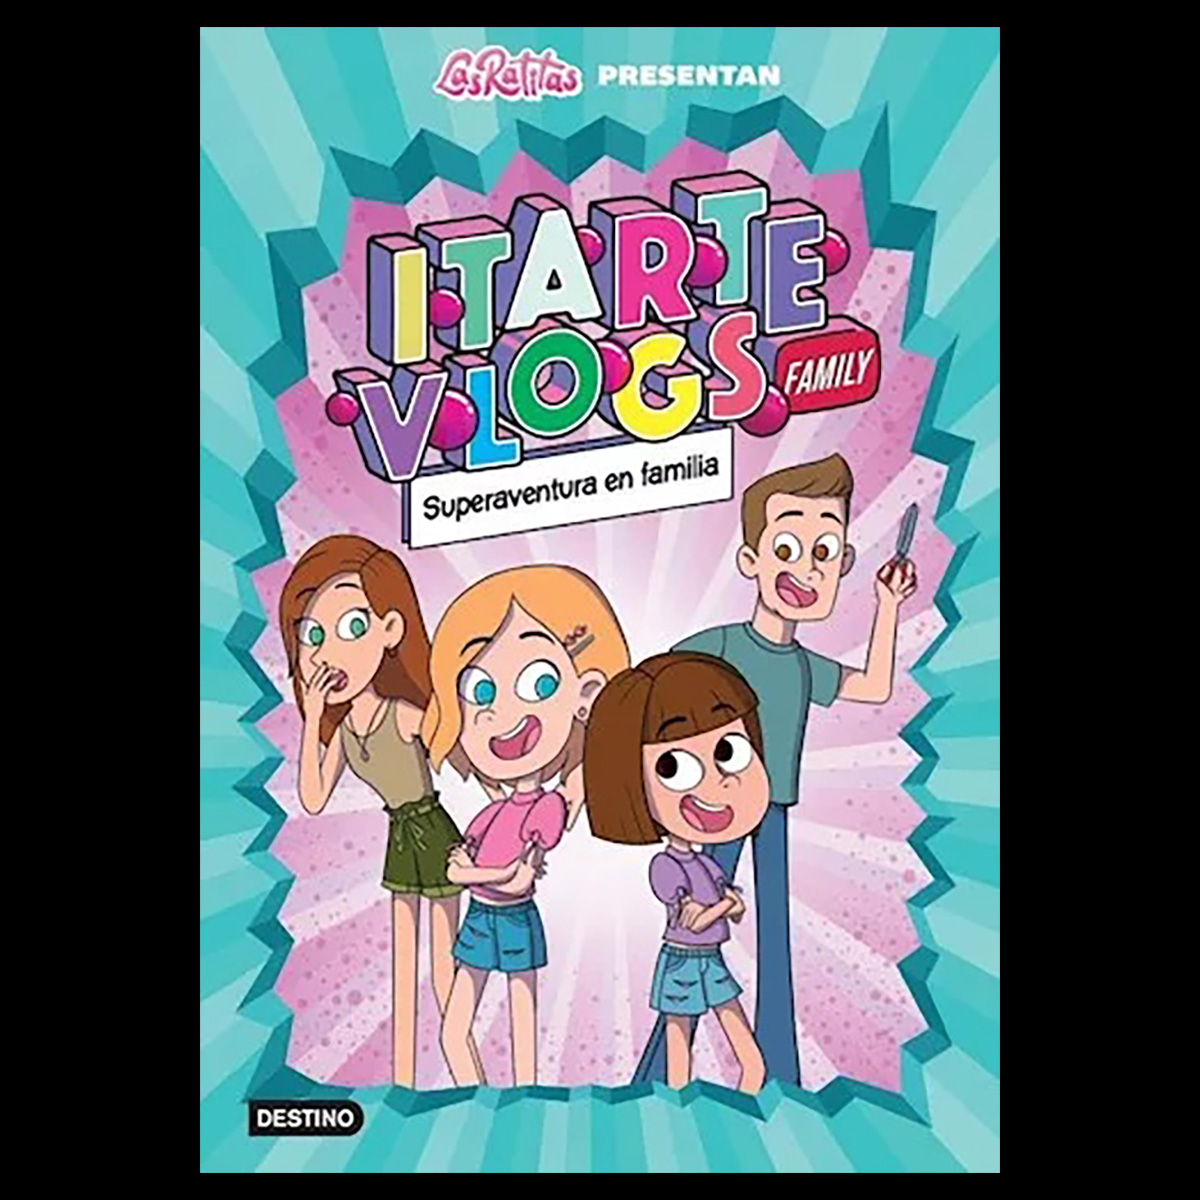 LasRatitas PRESENTAN
ITARTE
VLOGS FAMILY
Superaventura en familia
DESTINO